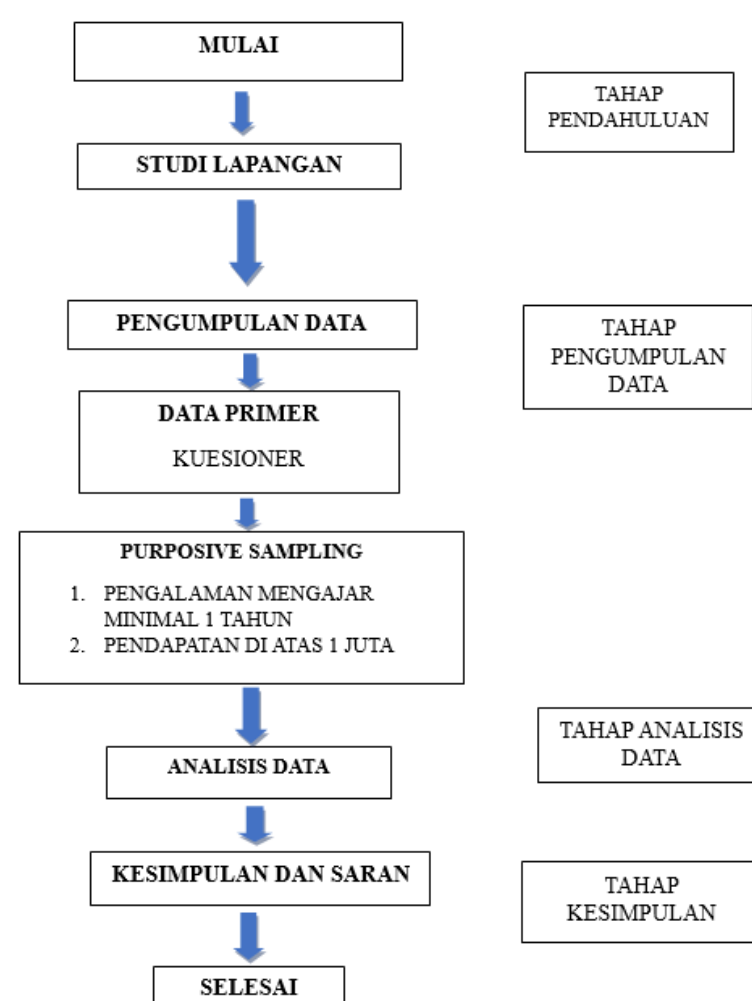 MULAI
TAHAP
PENDAHULUAN
STUDI LAPANGAN
PENGUMPULAN DATA
TAHAP
PENGUMPULAN
DATA
DATA PRIMER
KUESIONER
PURPOSIVE SAMPLING
1. PENGALAMAN MENGAJAR
MINIMAL 1 TAHUN
2. PENDAPATAN DI ATAS 1 JUTA
TAHAP ANALISIS
DATA
ANALISIS DATA
KESIMPULAN DAN SARAN
TAHAP
KESIMPULAN
SELESAI